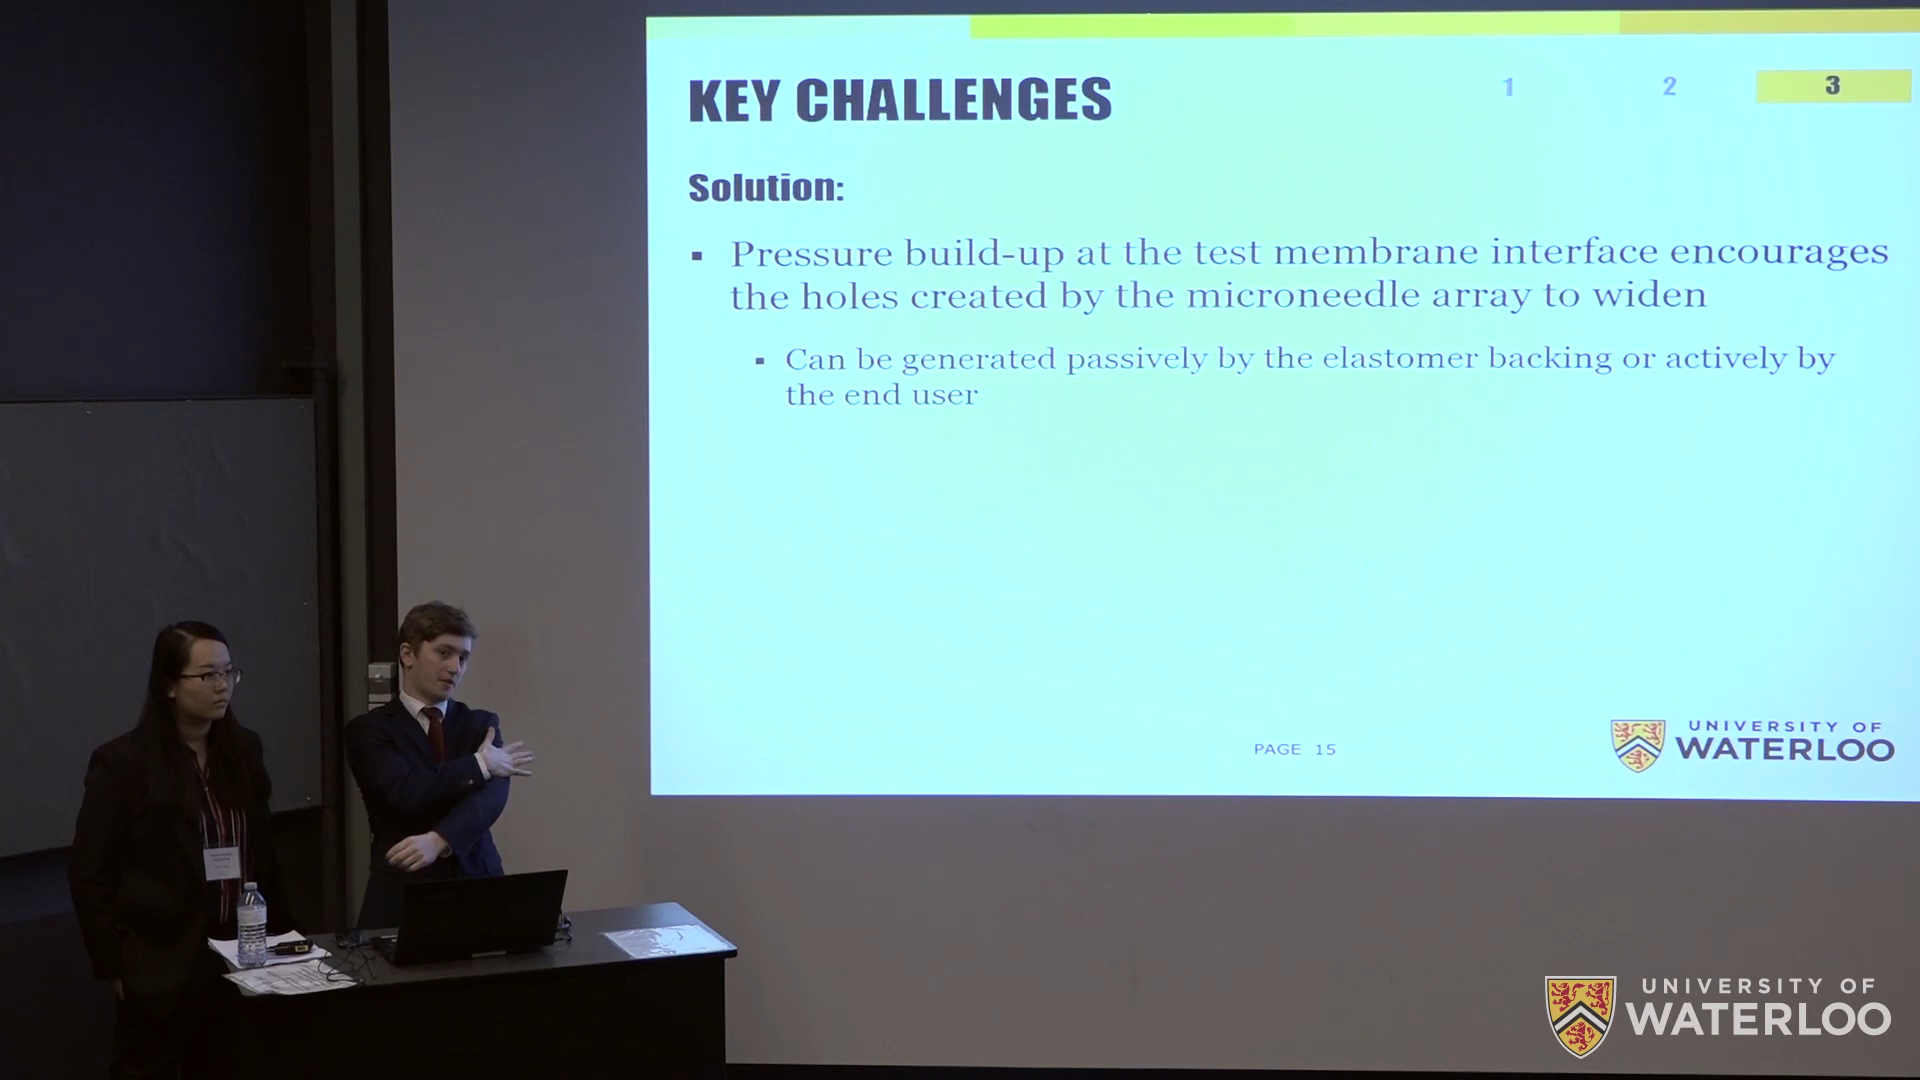 KEY CHALLENGES
1 2 3
Solution:
▪ Pressure build-up at the test membrane interface encourages
the holes created by the microneedle array to widen
▪ Can be generated passively by the elastomer backing or actively by
the end user
PAGE 15
UNIVERSITY OF
WATERLOO
UNIVERSITY OF
WATERLOO